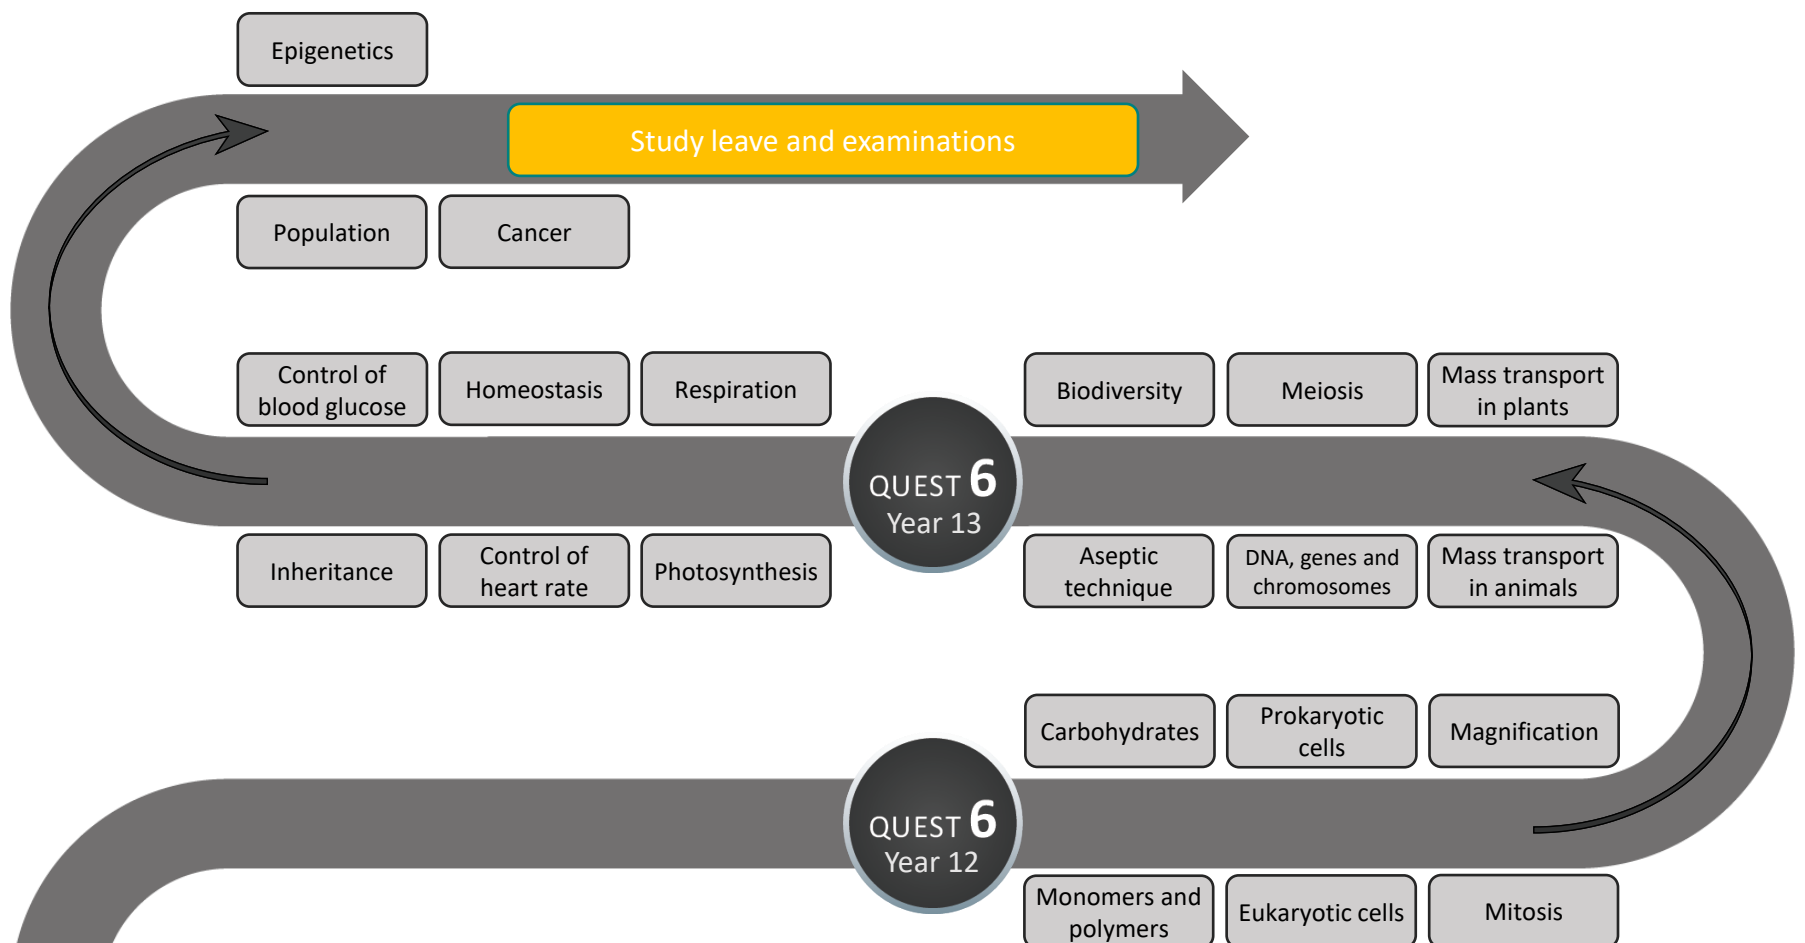 Epigenetics
Study leave and examinations
Population
Cancer
Control of
blood glucose
Homeostasis
Respiration
Biodiversity
Meiosis
Mass transport
in plants
QUEST 6
Year 13
Inheritance
Control of
heart rate
Photosynthesis
Aseptic
technique
DNA, genes and
chromosomes
Mass transport
in animals
Carbohydrates
Prokaryotic
cells
Magnification
QUEST 6
Year 12
Monomers and
polymers
Eukaryotic cells
Mitosis